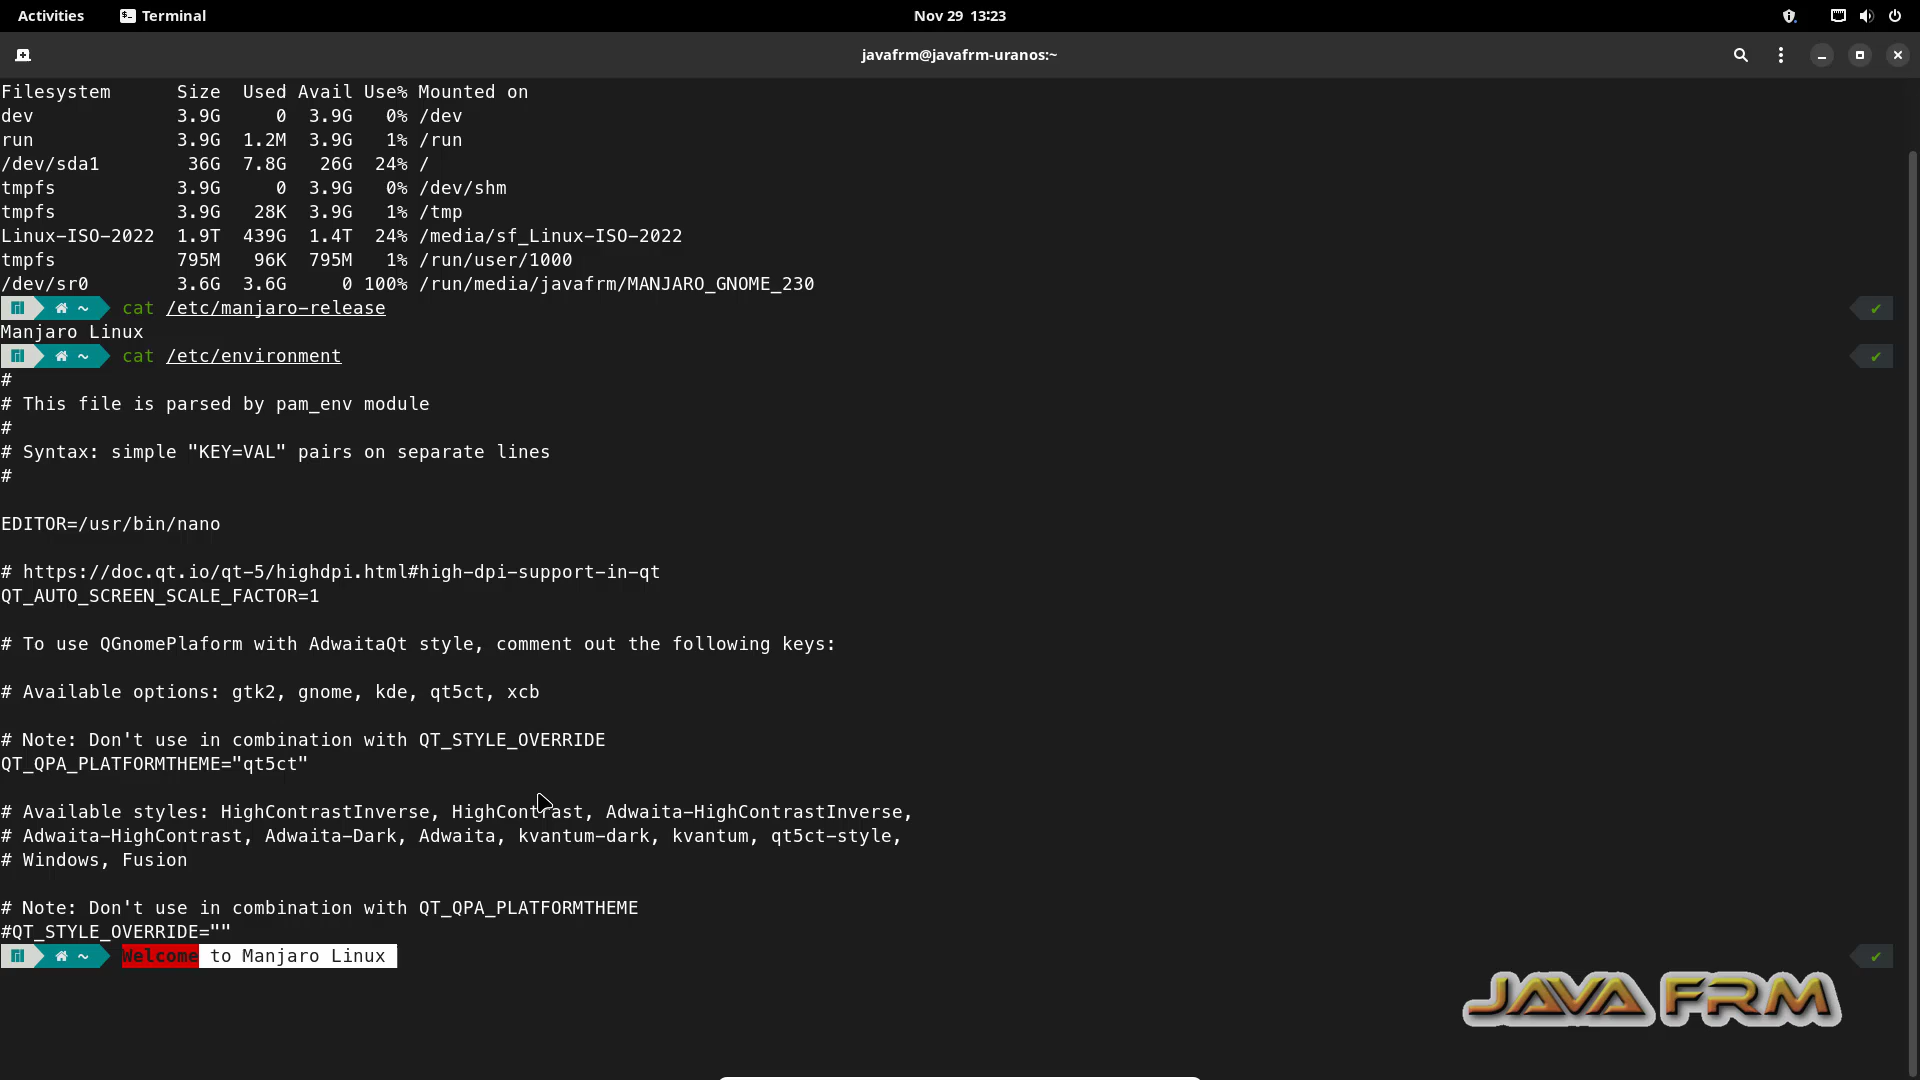 Activities Terminal Nov 29 13:23
javafrm@javafrm-uranos:~
Filesystem      Size  Used Avail Use% Mounted on
dev             3.9G     0  3.9G   0% /dev
run             3.9G  1.2M  3.9G   1% /run
/dev/sda1        36G  7.8G   26G  24% /
tmpfs           3.9G     0  3.9G   0% /dev/shm
tmpfs           3.9G   28K  3.9G   1% /tmp
Linux-ISO-2022  1.9T  439G  1.4T  24% /media/sf_Linux-ISO-2022
tmpfs           795M   96K  795M   1% /run/user/1000
/dev/sr0        3.6G  3.6G     0 100% /run/media/javafrm/MANJARO_GNOME_230
~ cat /etc/manjaro-release ✔
Manjaro Linux
~ cat /etc/environment ✔
#
# This file is parsed by pam_env module
#
# Syntax: simple "KEY=VAL" pairs on separate lines
#
EDITOR=/usr/bin/nano
# https://doc.qt.io/qt-5/highdpi.html#high-dpi-support-in-qt
QT_AUTO_SCREEN_SCALE_FACTOR=1
# To use QGnomePlaform with AdwaitaQt style, comment out the following keys:
# Available options: gtk2, gnome, kde, qt5ct, xcb
# Note: Don't use in combination with QT_STYLE_OVERRIDE
QT_QPA_PLATFORMTHEME="qt5ct"
# Available styles: HighContrastInverse, HighContrast, Adwaita-HighContrastInverse,
# Adwaita-HighContrast, Adwaita-Dark, Adwaita, kvantum-dark, kvantum, qt5ct-style,
# Windows, Fusion
# Note: Don't use in combination with QT_QPA_PLATFORMTHEME
#QT_STYLE_OVERRIDE=""
~ Welcome to Manjaro Linux ✔
JAVA FRM